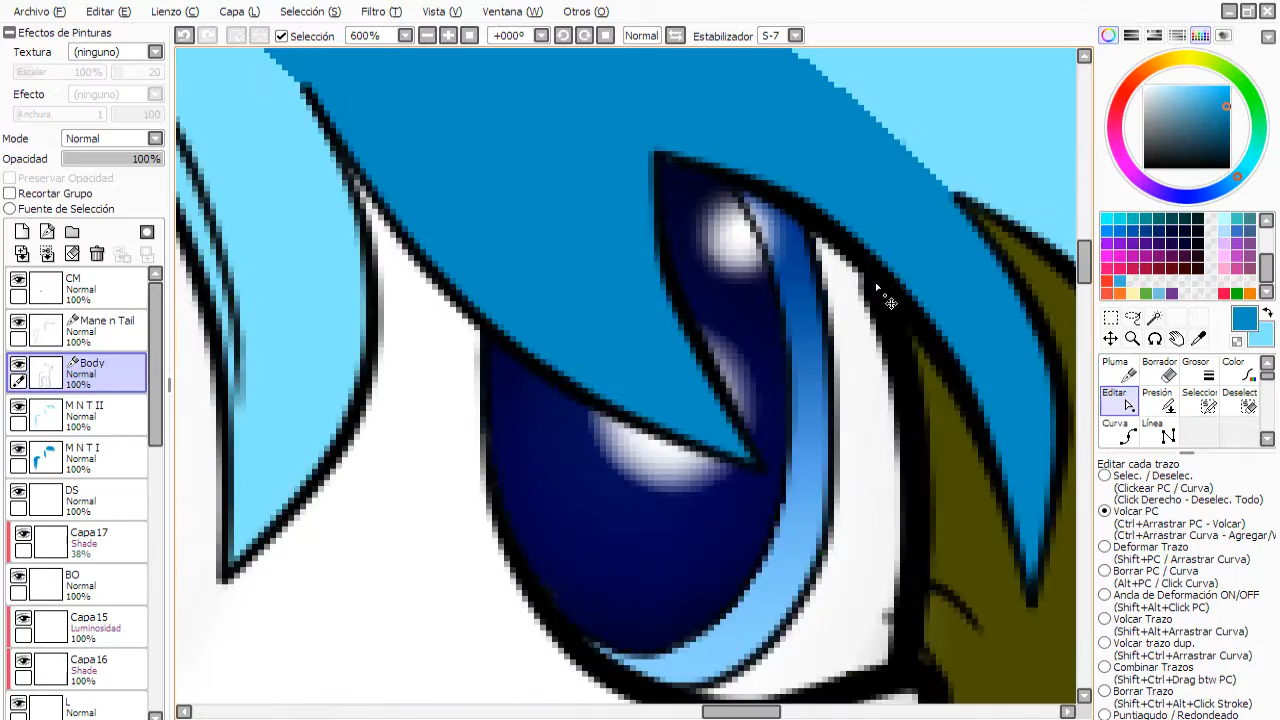 Archivo (F) Editar (E) Lienzo (C) Capa (L) Selección (S) Filtro (T) Vista (V) Ventana (W) Otros (O)
Efectos de Pinturas
Selección 600% +000° Normal Estabilizador S-7
Textura: (ninguno)
Escalar 100% 20
Efecto (ninguno)
Anchura 1 100
Mode Normal
Opacidad 100%
Preservar Opacidad
Recortar Grupo
Fuente de Selección
CM
Normal
100%
Mane n Tail
Normal
100%
Body
Normal
100%
M N T II
Normal
100%
M N T I
Normal
100%
DS
Normal
100%
Capa17
Shade
38%
BO
Normal
100%
Capa15
Luminosidad
100%
Capa16
Shade
100%
L
Normal
Pluma Borrador Grosor Color
Editar Presión Seleccion Deselect
Curva Línea
Editar cada trazo
Selec. / Deselec.
(Clickear PC / Curva)
(Click Derecho - Deselec. Todo)
Volcar PC
(Ctrl+Arrastrar PC - Volcar)
(Ctrl+Arrastrar Curva - Agregar/V
Deformar Trazo
(Shift+PC / Arrastrar Curva)
Borrar PC / Curva
(Alt+PC / Click Curva)
Ancla de Deformación ON/OFF
(Shift+Alt+Click PC)
Volcar Trazo
(Shift+Alt+Arrastrar Curva)
Volcar trazo dup.
(Shift+Ctrl+Arrastrar Curva)
Combinar Trazos
(Shift+Ctrl+Drag btw PC)
Borrar Trazo
(Shift+Ctrl+Alt+Click Stroke)
Puntiagudo / Redondeado